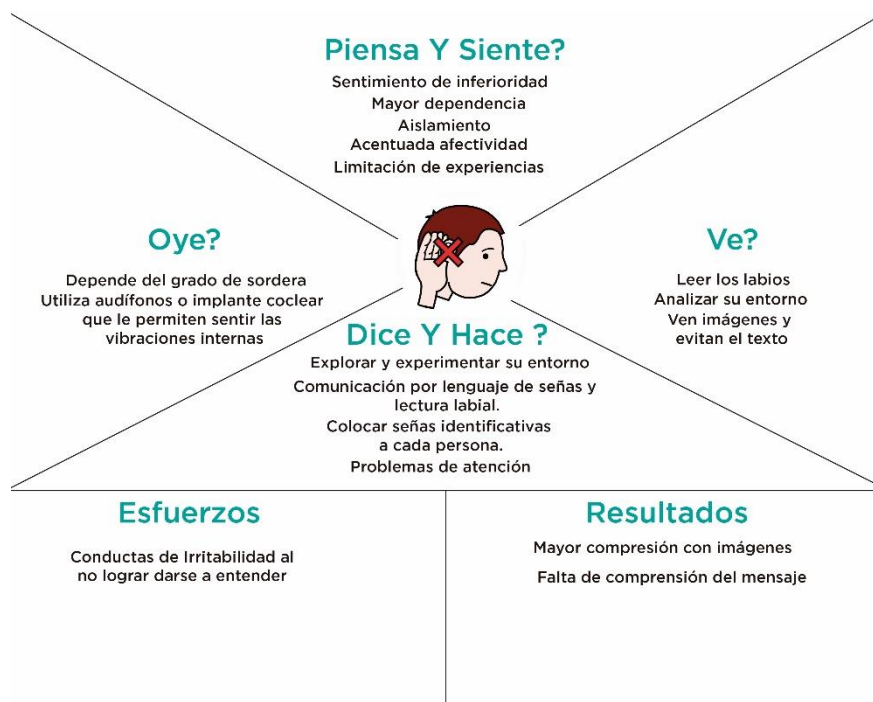 Piensa Y Siente?
Sentimiento de inferioridad
Mayor dependencia
Aislamiento
Acentuada afectividad
Limitación de experiencias
Oye?
Depende del grado de sordera
Utiliza audífonos o implante coclear
que le permiten sentir las
vibraciones internas
Ve?
Leer los labios
Analizar su entorno
Ven imágenes y
evitan el texto
Dice Y Hace ?
Explorar y experimentar su entorno
Comunicación por lenguaje de señas y
lectura labial.
Colocar señas identificativas
a cada persona.
Problemas de atención
Esfuerzos
Conductas de Irritabilidad al
no lograr darse a entender
Resultados
Mayor compresión con imágenes
Falta de comprensión del mensaje